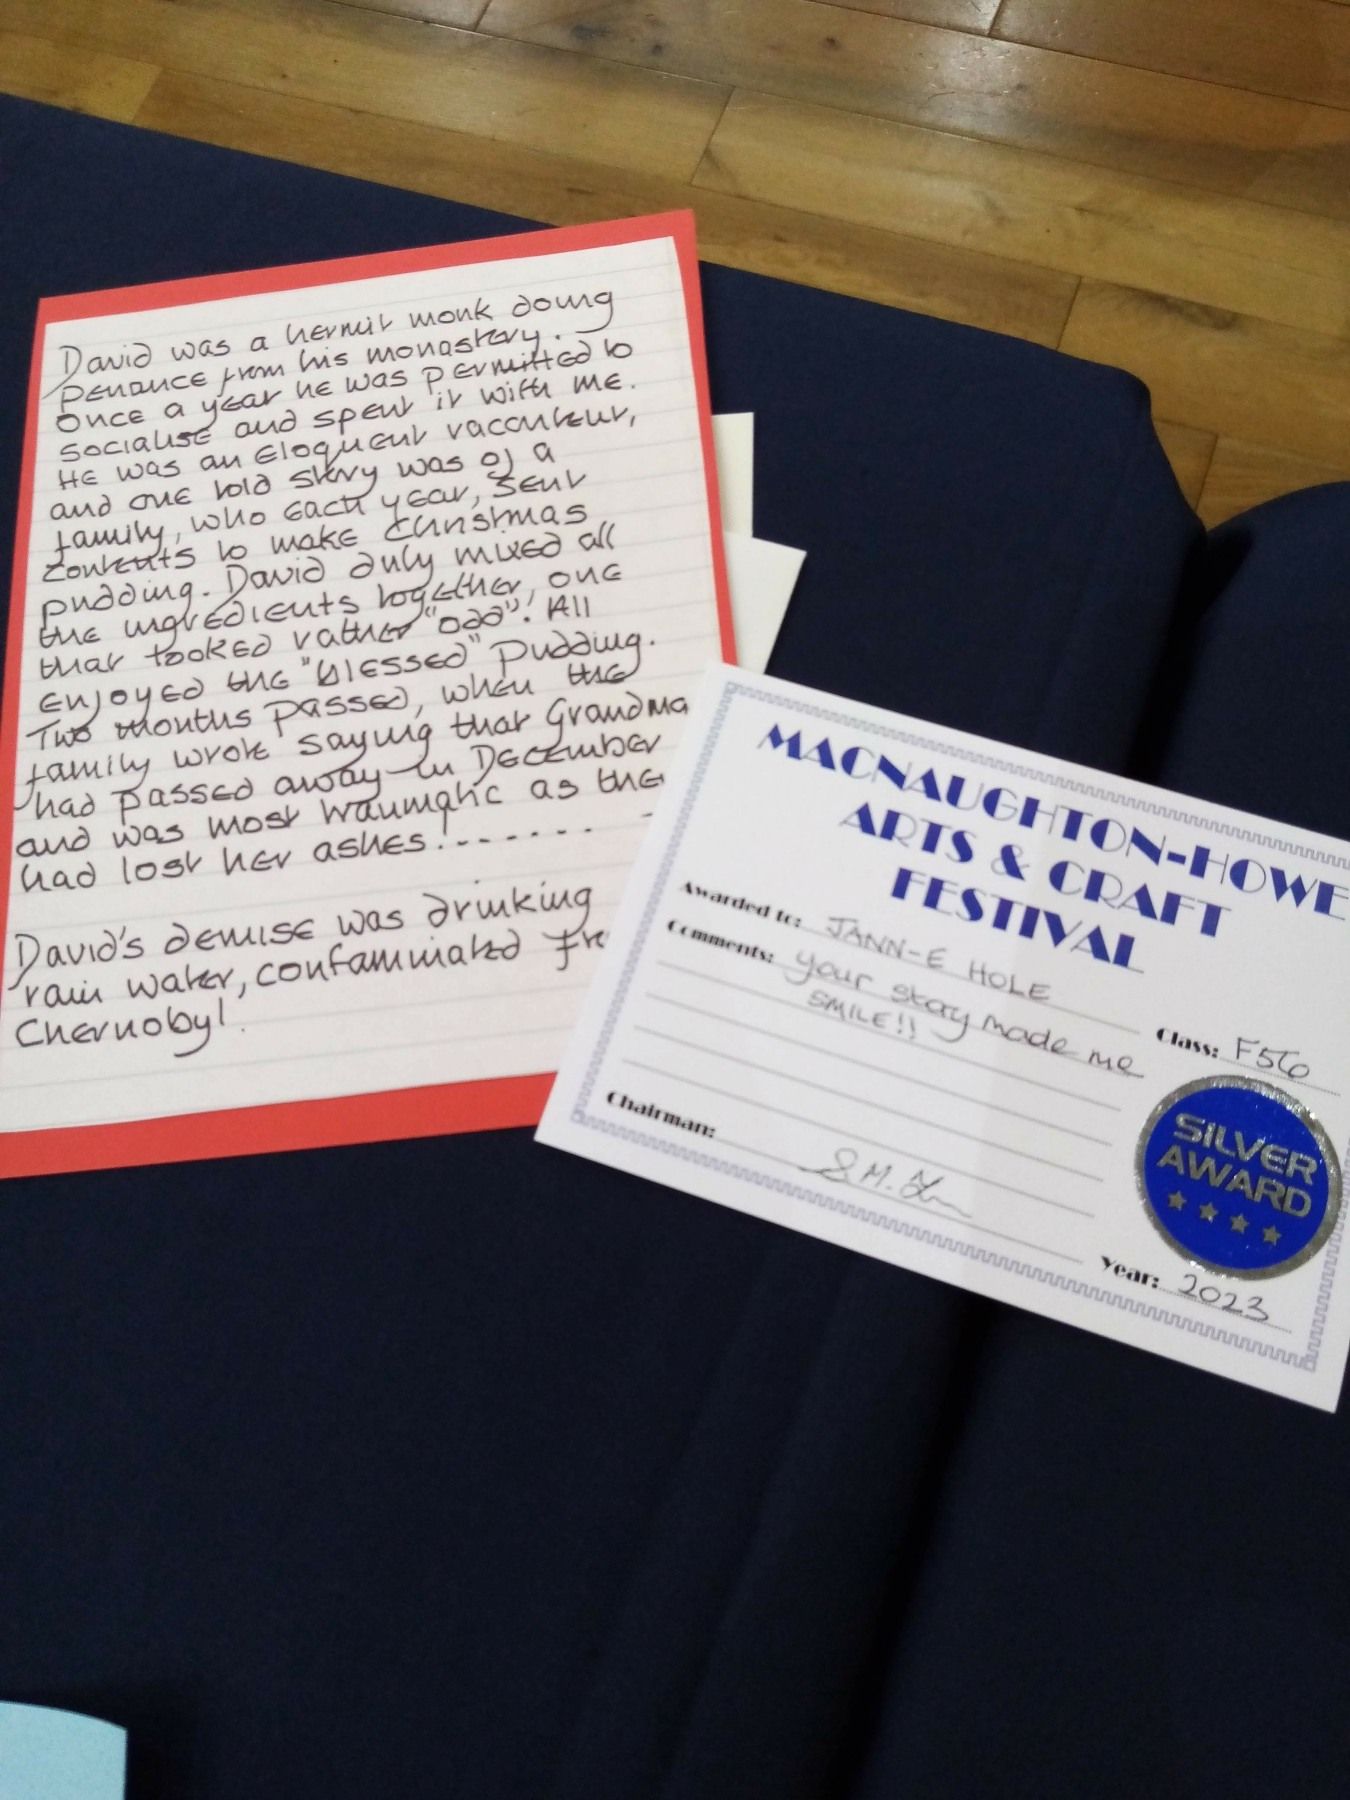 David was a hermit monk doing
penance from his monastery.
Once a year he was permitted to
socialise and spent it with me.
He was an eloquent racconteur,
and one told story was of a
family, who each year, sent
contents to make Christmas
pudding. David duly mixed all
the ingredients together, one
that looked rather "odd". All
enjoyed the "blessed" pudding.
Two months passed, when the
family wrote saying that Grandma
had passed away in December
and was most traumatic as the
had lost her ashes!.......
David's demise was drinking
rain water, contamminated
Chernobyl.
MACNAUGHTON-HOWE
ARTS & CRAFT
FESTIVAL
Awarded to: JANN-E HOLE
Comments: your story made me
SMILE!!
Class: F56
SILVER
AWARD
Chairman: S.M.
Year: 2023